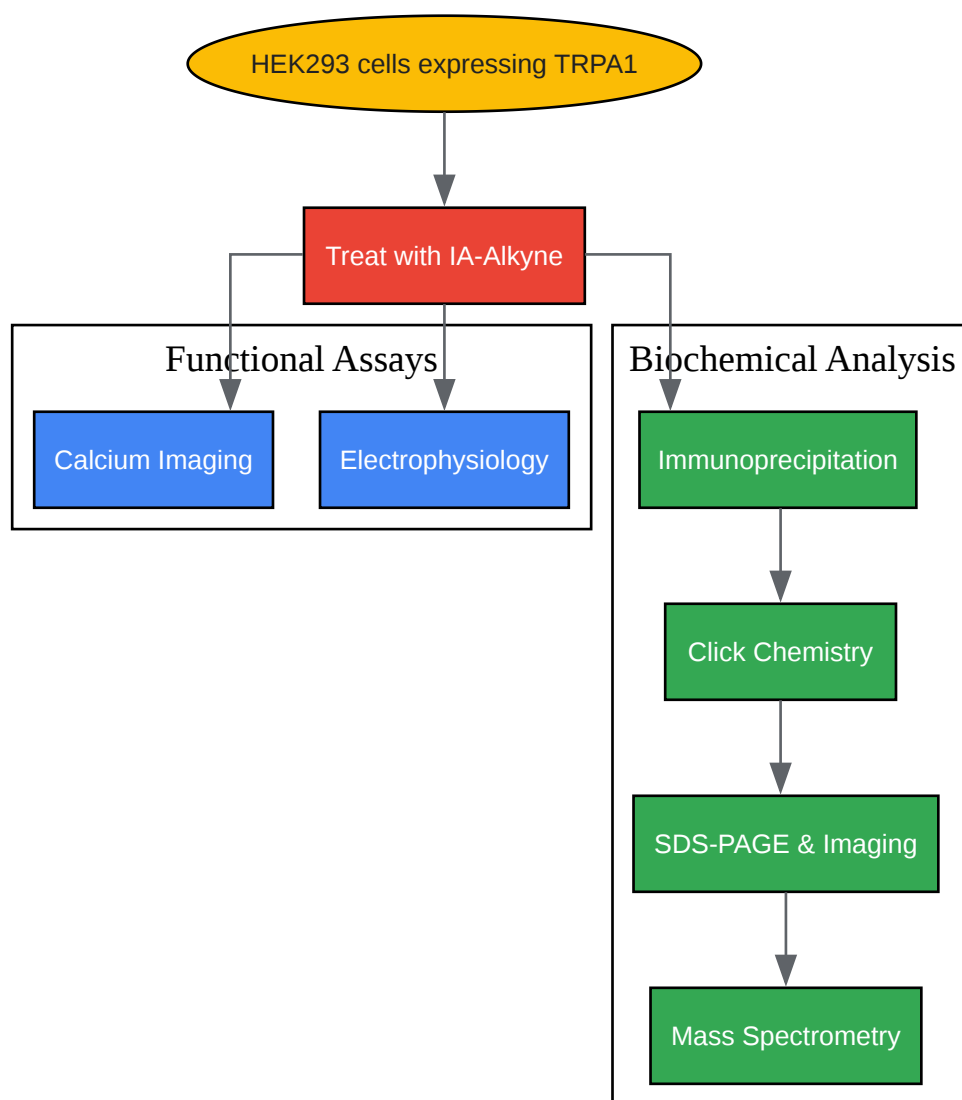 HEK293 cells expressing TRPA1
Treat with IA-Alkyne
Functional Assays
Biochemical Analysis
Calcium Imaging
Electrophysiology
Immunoprecipitation
Click Chemistry
SDS-PAGE & Imaging
Mass Spectrometry